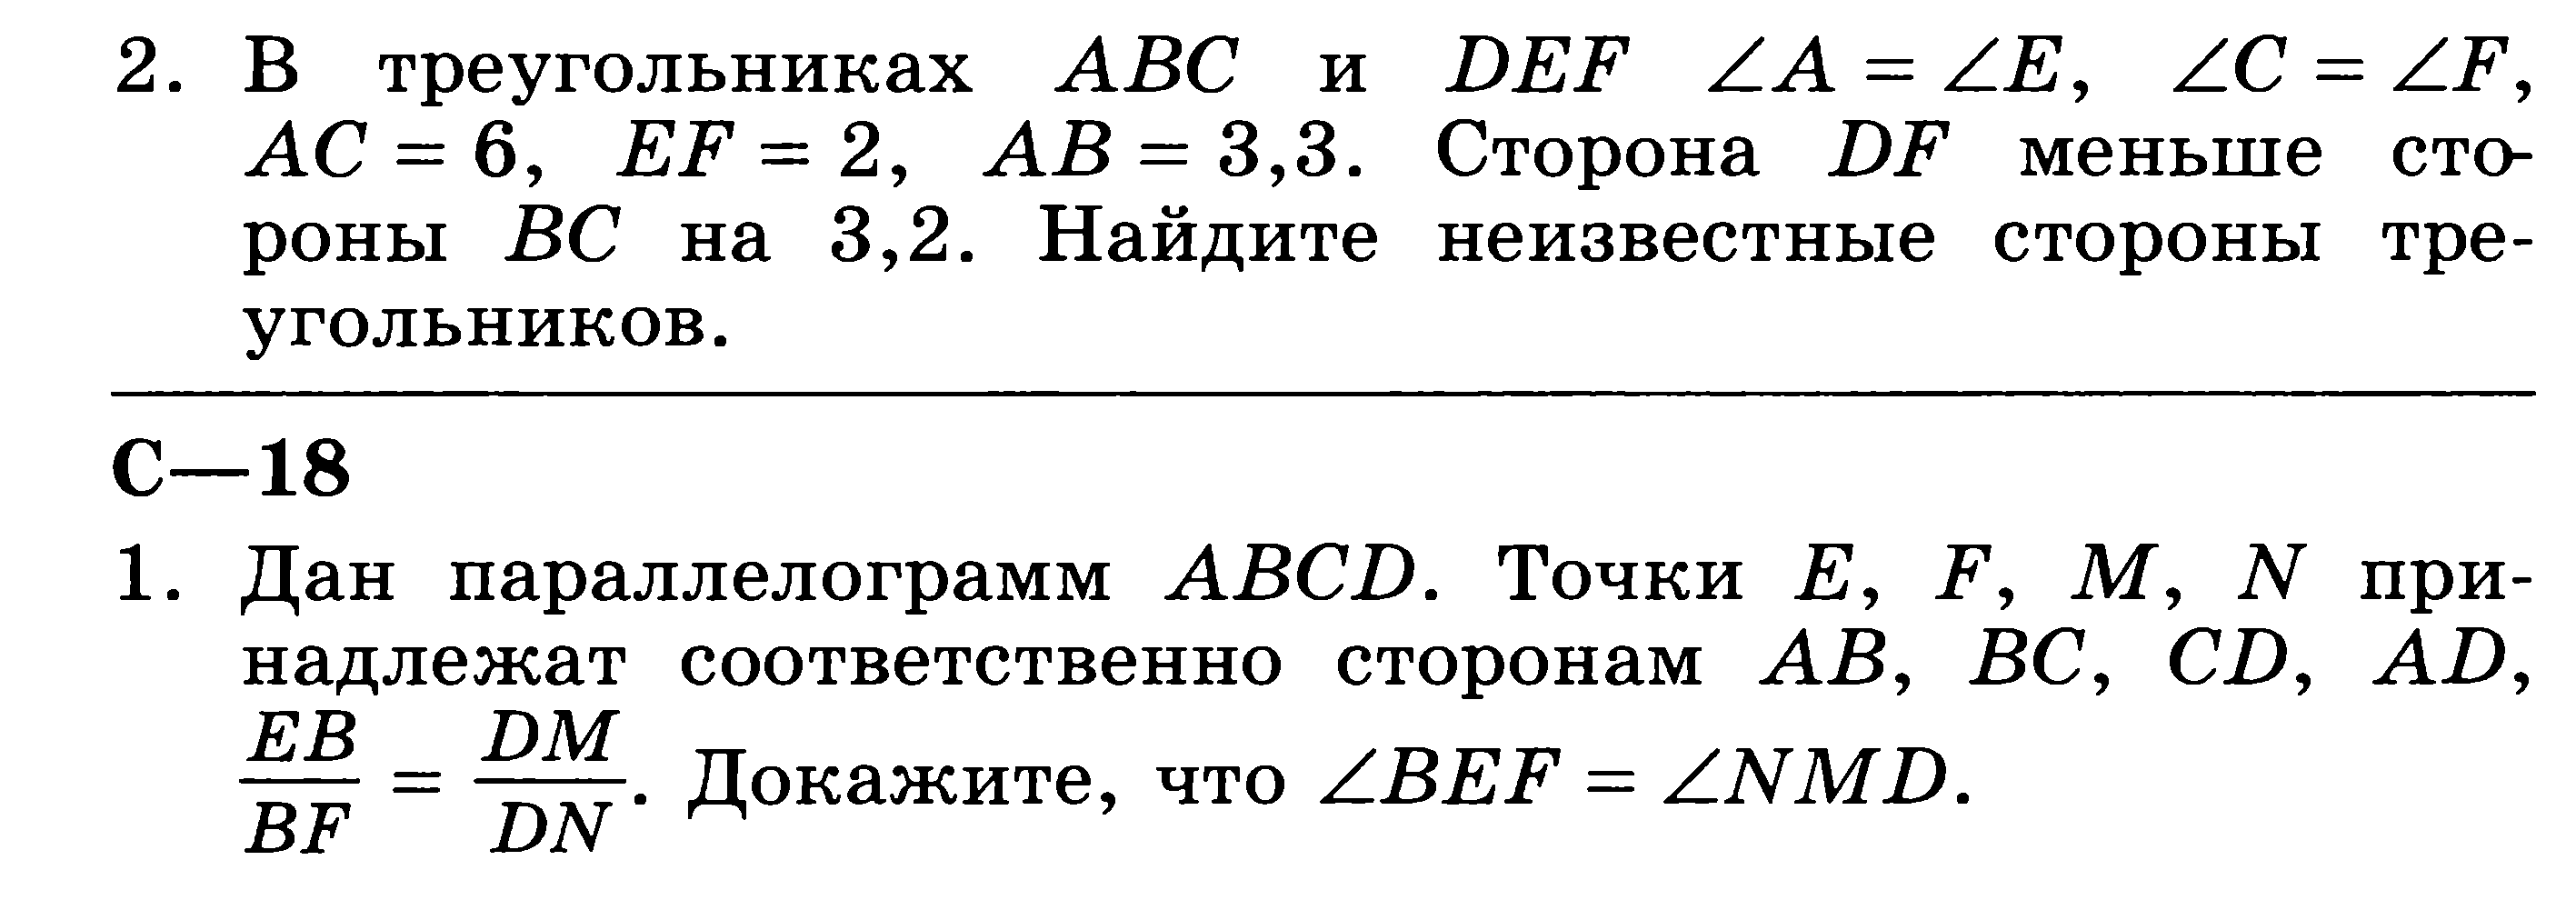 2. В треугольниках ABC и DEF ∠A = ∠E, ∠C = ∠F,
AC = 6, EF = 2, AB = 3,3. Сторона DF меньше сто-
роны BC на 3,2. Найдите неизвестные стороны тре-
угольников.
С—18
1. Дан параллелограмм ABCD. Точки E, F, M, N при-
надлежат соответственно сторонам AB, BC, CD, AD,
EB/BF = DM/DN. Докажите, что ∠BEF = ∠NMD.